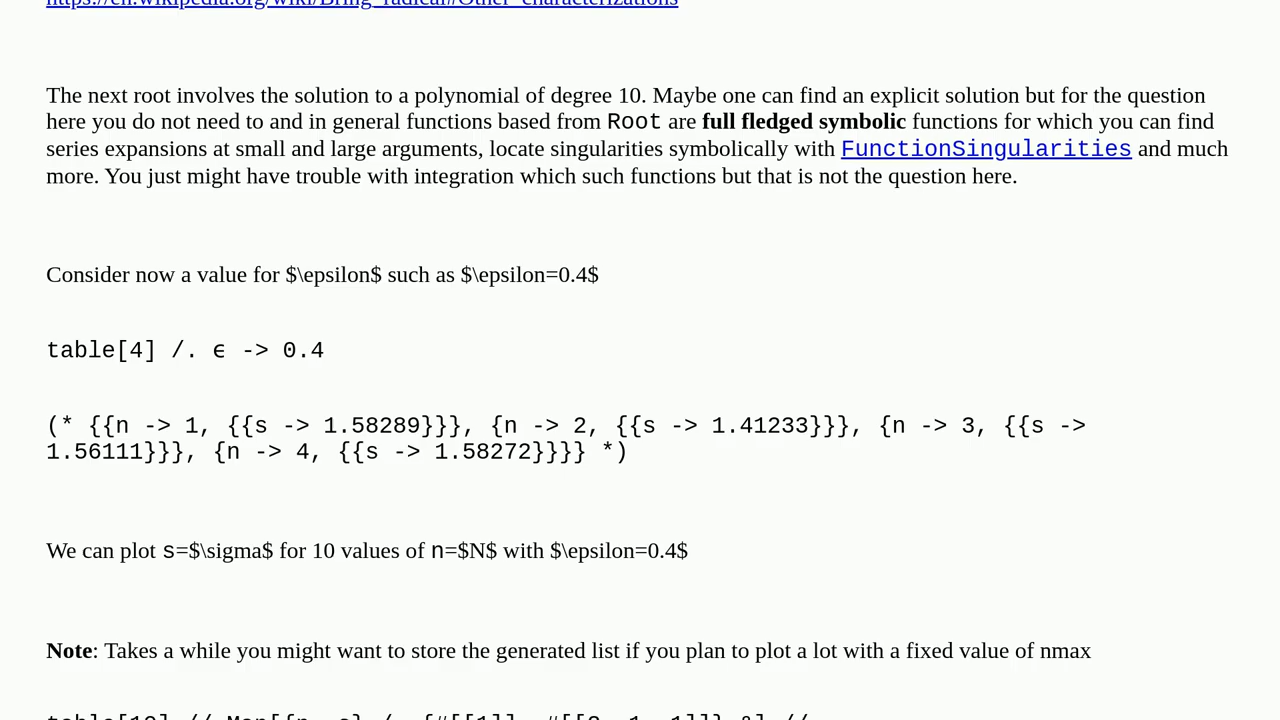 https://en.wikipedia.org/wiki/Bring_radical#Other_characterizations
The next root involves the solution to a polynomial of degree 10. Maybe one can find an explicit solution but for the question
here you do not need to and in general functions based from Root are full fledged symbolic functions for which you can find
series expansions at small and large arguments, locate singularities symbolically with FunctionSingularities and much
more. You just might have trouble with integration which such functions but that is not the question here.
Consider now a value for $\epsilon$ such as $\epsilon=0.4$
table[4] /. ϵ -> 0.4
(* {{n -> 1, {{s -> 1.58289}}}, {n -> 2, {{s -> 1.41233}}}, {n -> 3, {{s ->
1.56111}}}, {n -> 4, {{s -> 1.58272}}}} *)
We can plot s=$\sigma$ for 10 values of n=$N$ with $\epsilon=0.4$
Note: Takes a while you might want to store the generated list if you plan to plot a lot with a fixed value of nmax